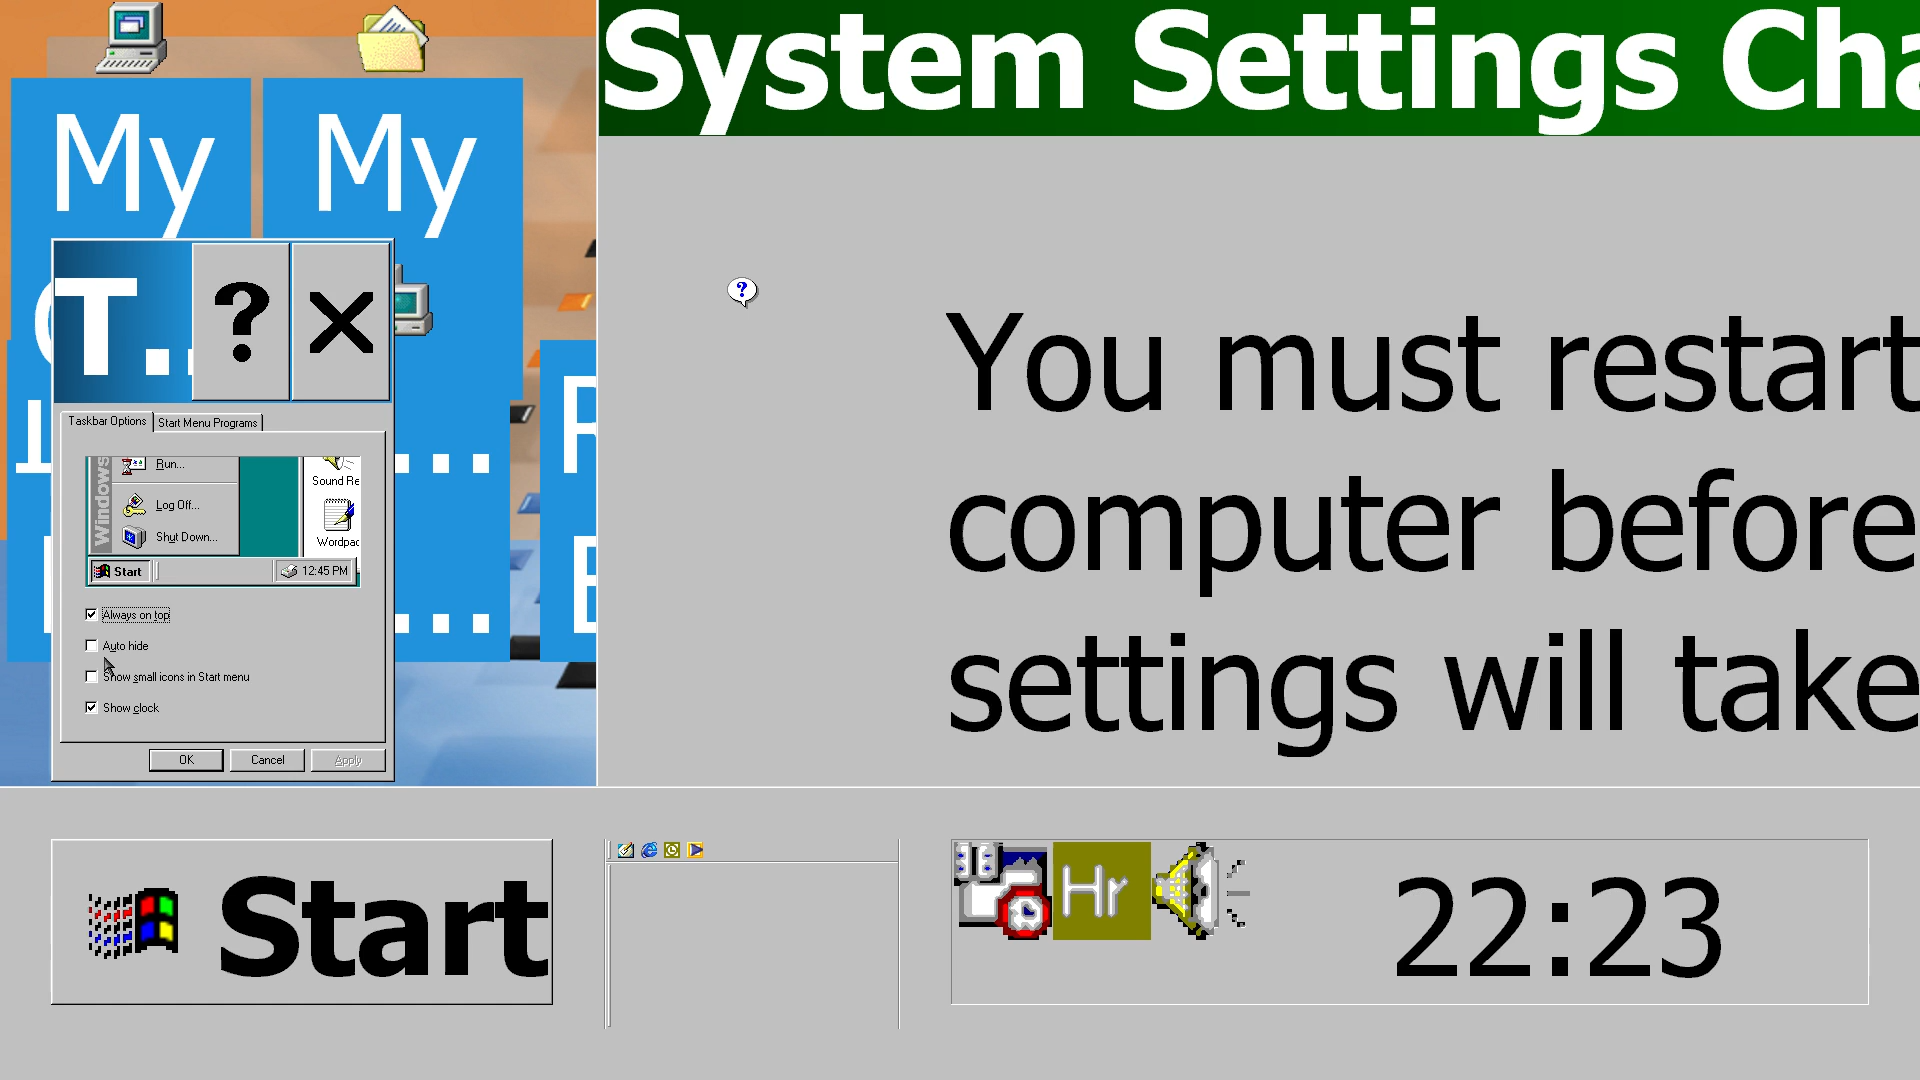 My
My
System Settings Cha
You must restart
computer before
settings will take
T...
?
Taskbar Options
Start Menu Programs
Windows
Run...
Log Off...
Shut Down...
Sound Re
Wordpac
Start
12:45 PM
Always on top
Auto hide
Show small icons in Start menu
Show clock
OK
Cancel
Apply
Start
Hr
22:23